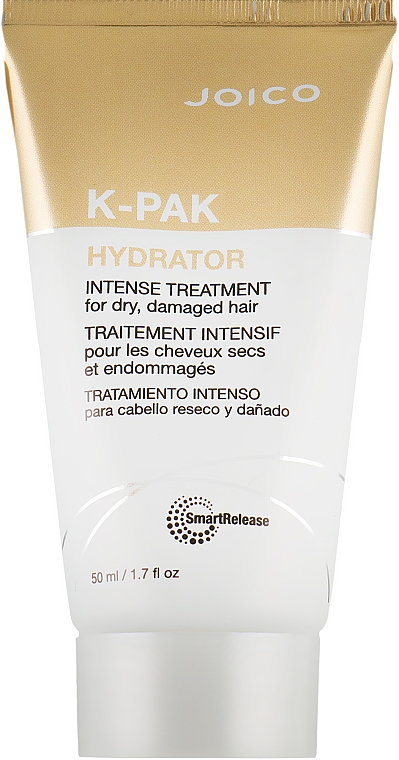 JOICO
K-PAK
HYDRATOR
INTENSE TREATMENT
for dry, damaged hair
TRAITEMENT INTENSIF
pour les cheveux secs
et endommagés
TRATAMIENTO INTENSO
para cabello reseco y dañado
SmartRelease
50 ml / 1.7 fl oz